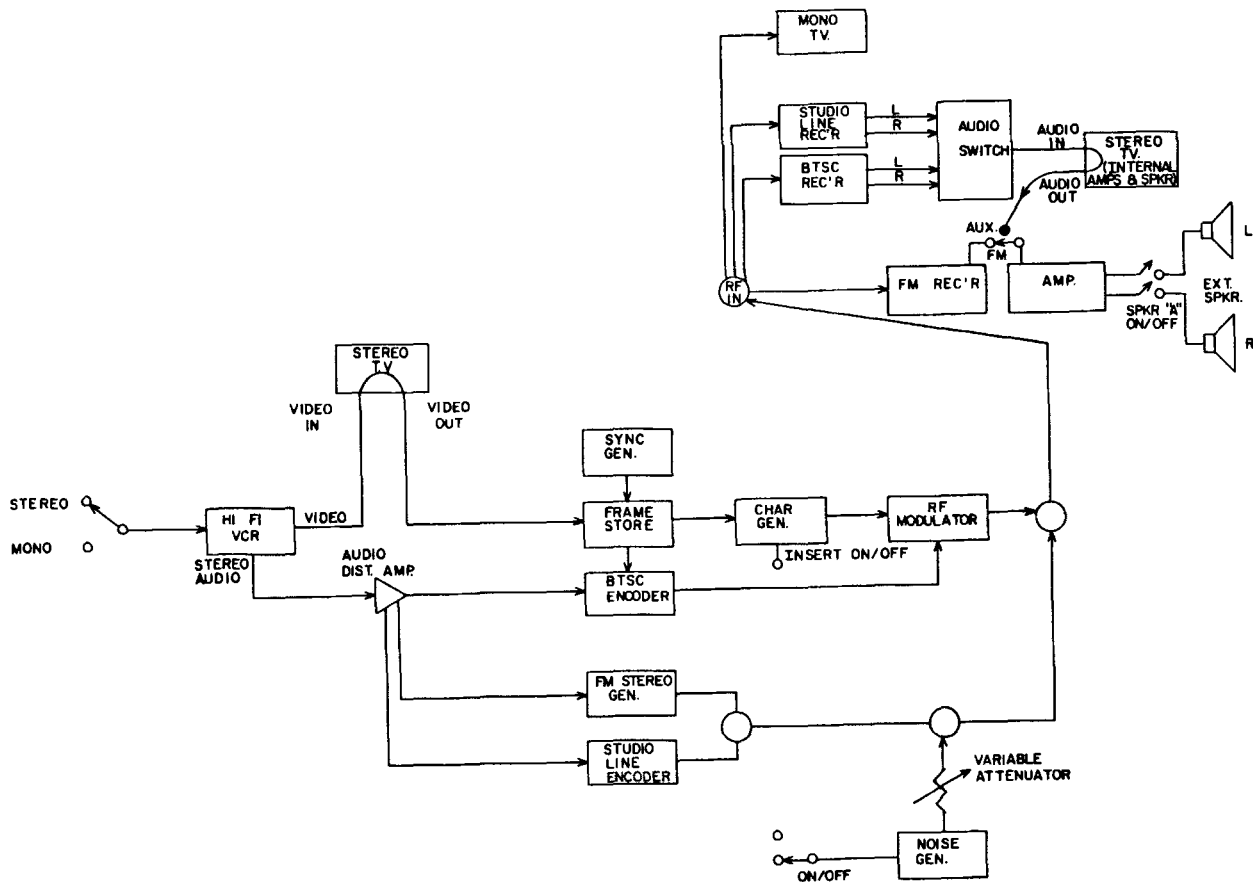 MONO
TV.
STUDIO
LINE
REC'R
L
R
AUDIO
SWITCH
AUDIO
IN
STEREO
TV.
(INTERNAL
AMPS & SPKR)
BTSC
REC'R
L
R
AUDIO
OUT
AUX.
FM
RF
IN
FM REC'R
AMP.
SPKR "A"
ON/OFF
L
EXT.
SPKR.
R
STEREO
T.V
VIDEO
IN
VIDEO
OUT
SYNC
GEN.
STEREO
MONO
HI FI
VCR
VIDEO
STEREO
AUDIO
AUDIO
DIST. AMP.
FRAME
STORE
CHAR
GEN.
INSERT ON/OFF
RF
MODULATOR
BTSC
ENCODER
FM STEREO
GEN.
STUDIO
LINE
ENCODER
VARIABLE
ATTENUATOR
NOISE
GEN.
ON/OFF